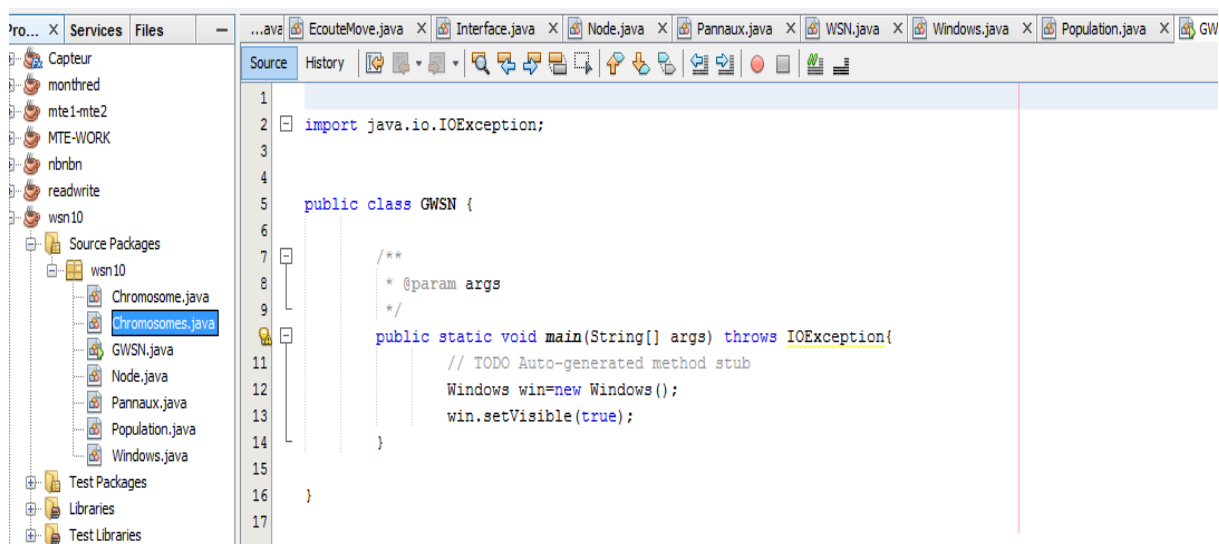 Pro... X Services Files —
...ava EcouteMove.java X Interface.java X Node.java X Pannaux.java X WSN.java X Windows.java X Population.java X GW
Capteur
monthred
mte1-mte2
MTE-WORK
nbnbn
readwrite
wsn10
Source Packages
wsn10
Chromosome.java
Chromosomes.java
GWSN.java
Node.java
Pannaux.java
Population.java
Windows.java
Test Packages
Libraries
Test Libraries
Source History
1
2 import java.io.IOException;
3
4
5 public class GWSN {
6
7 /**
8 * @param args
9 */
public static void main(String[] args) throws IOException{
11 // TODO Auto-generated method stub
12 Windows win=new Windows();
13 win.setVisible(true);
14 }
15
16 }
17